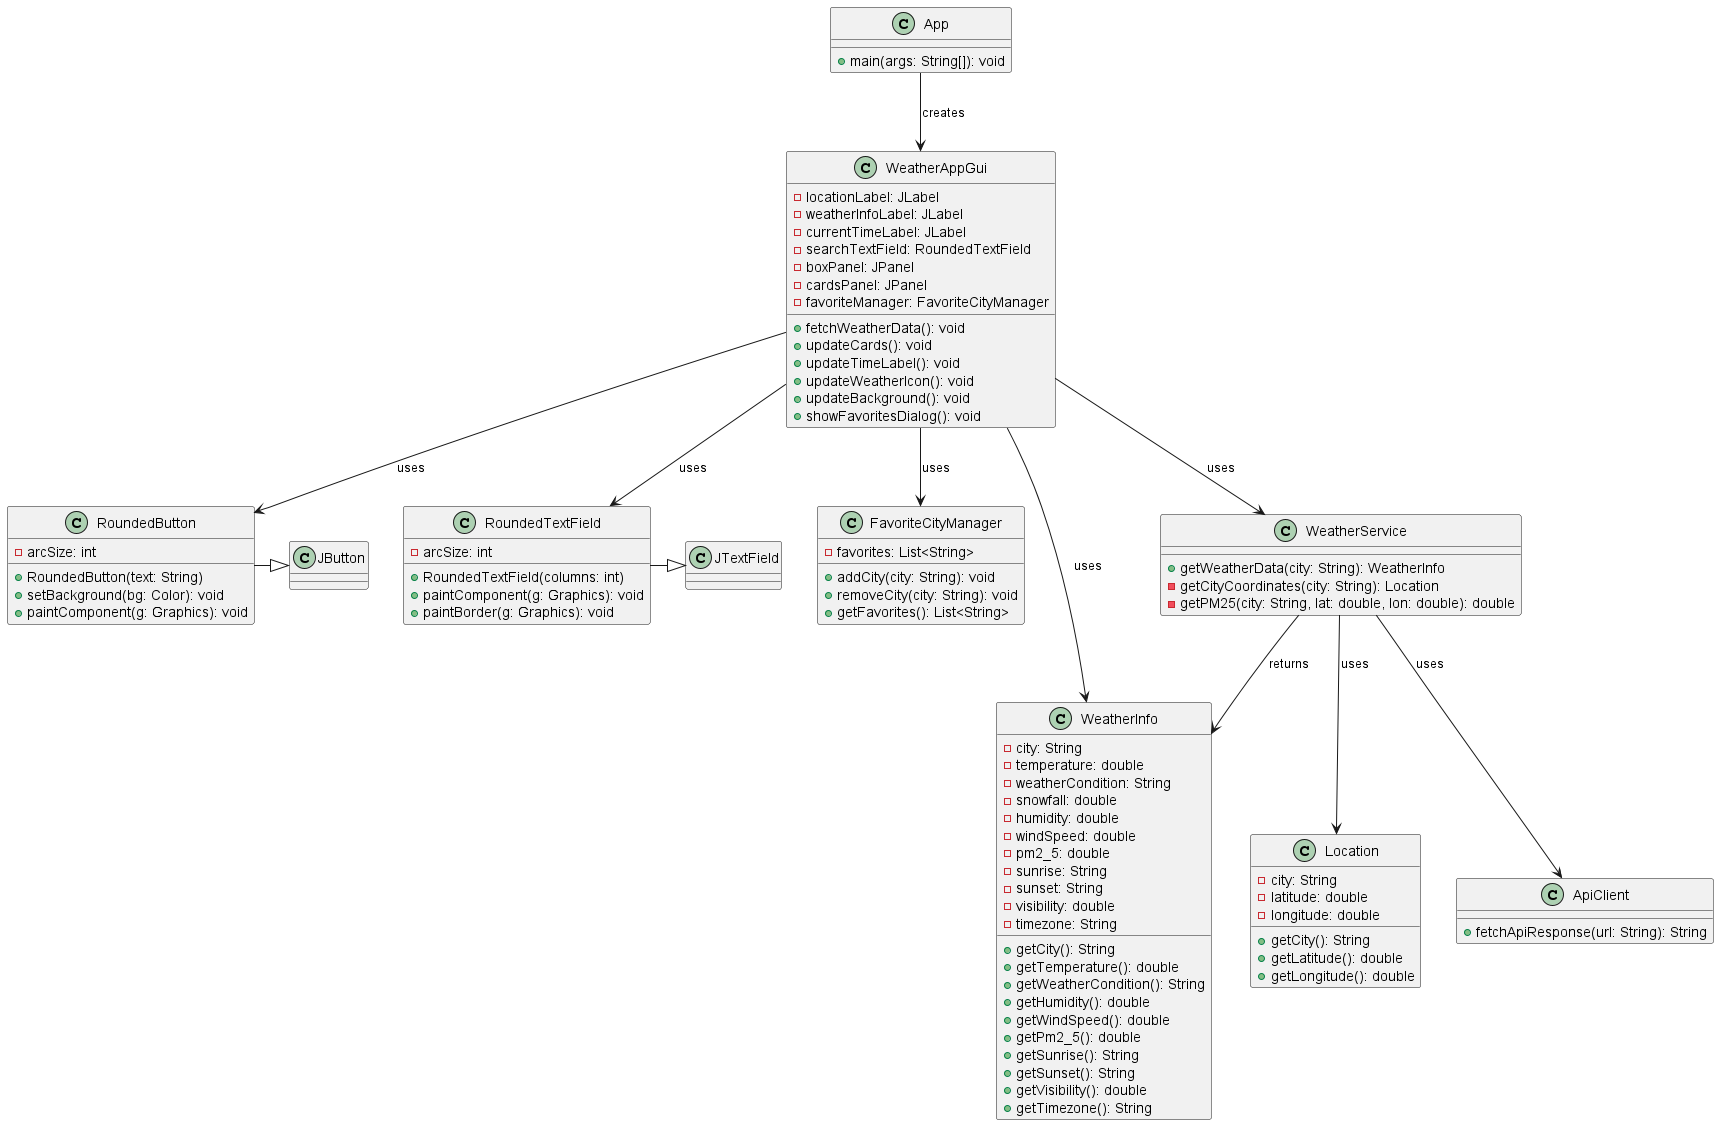 C App
main(args: String[]): void
creates
C WeatherAppGui
locationLabel: JLabel
weatherInfoLabel: JLabel
currentTimeLabel: JLabel
searchTextField: RoundedTextField
boxPanel: JPanel
cardsPanel: JPanel
favoriteManager: FavoriteCityManager
fetchWeatherData(): void
updateCards(): void
updateTimeLabel(): void
updateWeatherIcon(): void
updateBackground(): void
showFavoritesDialog(): void
uses
uses
uses
uses
uses
C RoundedButton
arcSize: int
RoundedButton(text: String)
setBackground(bg: Color): void
paintComponent(g: Graphics): void
C JButton
C RoundedTextField
arcSize: int
RoundedTextField(columns: int)
paintComponent(g: Graphics): void
paintBorder(g: Graphics): void
C JTextField
C FavoriteCityManager
favorites: List<String>
addCity(city: String): void
removeCity(city: String): void
getFavorites(): List<String>
C WeatherService
getWeatherData(city: String): WeatherInfo
getCityCoordinates(city: String): Location
getPM25(city: String, lat: double, lon: double): double
returns
uses
uses
C WeatherInfo
city: String
temperature: double
weatherCondition: String
snowfall: double
humidity: double
windSpeed: double
pm2_5: double
sunrise: String
sunset: String
visibility: double
timezone: String
getCity(): String
getTemperature(): double
getWeatherCondition(): String
getHumidity(): double
getWindSpeed(): double
getPm2_5(): double
getSunrise(): String
getSunset(): String
getVisibility(): double
getTimezone(): String
C Location
city: String
latitude: double
longitude: double
getCity(): String
getLatitude(): double
getLongitude(): double
C ApiClient
fetchApiResponse(url: String): String